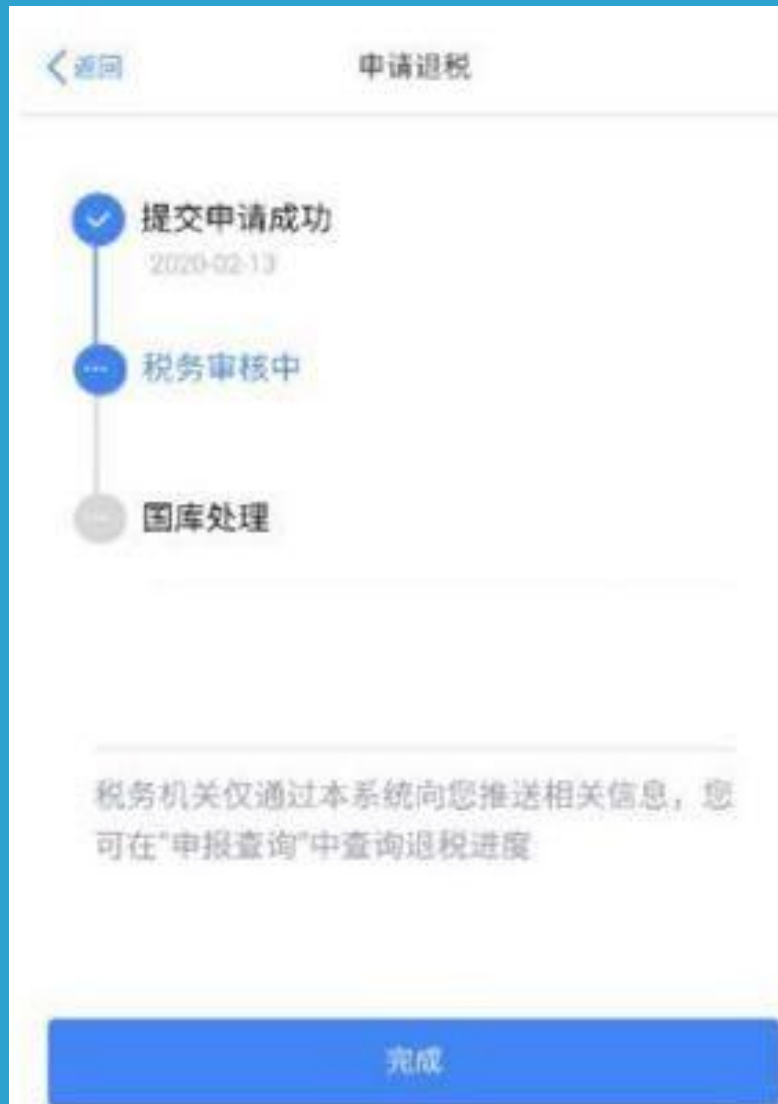 返回
申请退税
提交申请成功
2020-02-13
税务审核中
国库处理
税务机关仅通过本系统向您推送相关信息，您
可在"申报查询"中查询退税进度
完成